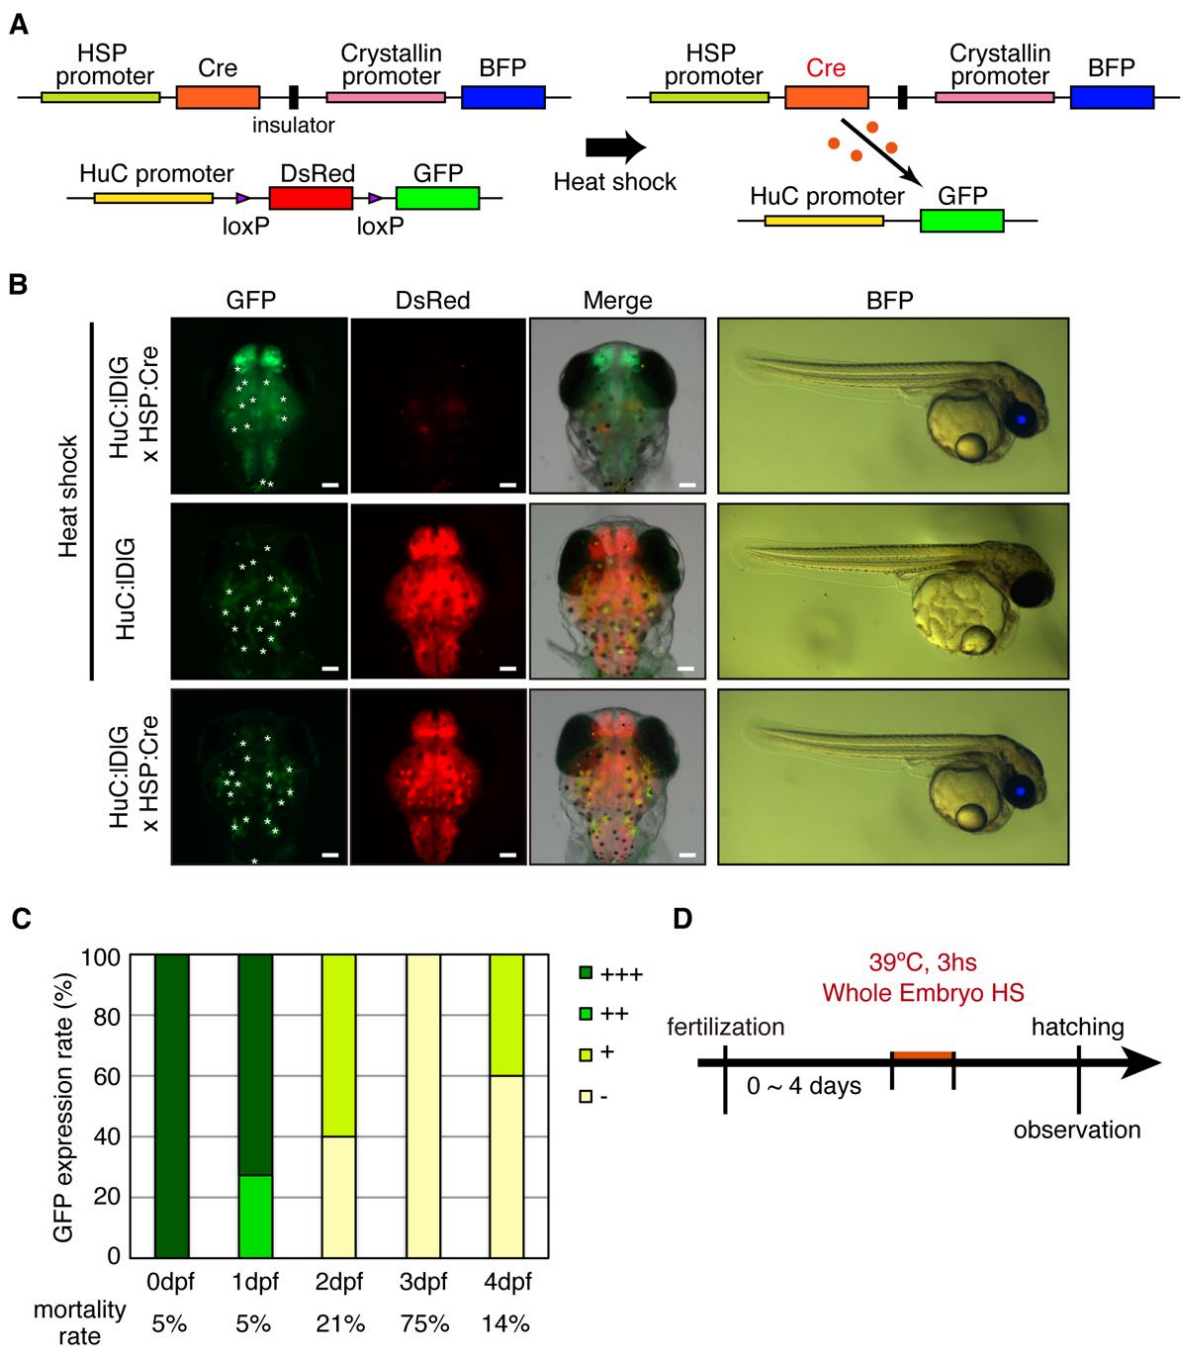 A
HSP
promoter
Cre
Crystallin
promoter
BFP
insulator
HuC promoter
DsRed
GFP
loxP
loxP
Heat shock
HSP
promoter
Cre
Crystallin
promoter
BFP
HuC promoter
GFP
B
GFP
DsRed
Merge
BFP
Heat shock
HuC:lDlG
x HSP:Cre
HuC:lDlG
HuC:lDlG
x HSP:Cre
C
GFP expression rate (%)
100
80
60
40
20
0
0dpf
1dpf
2dpf
3dpf
4dpf
mortality
rate
5%
5%
21%
75%
14%
+++
++
+
-
D
39ºC, 3hs
Whole Embryo HS
fertilization
hatching
0 ~ 4 days
observation